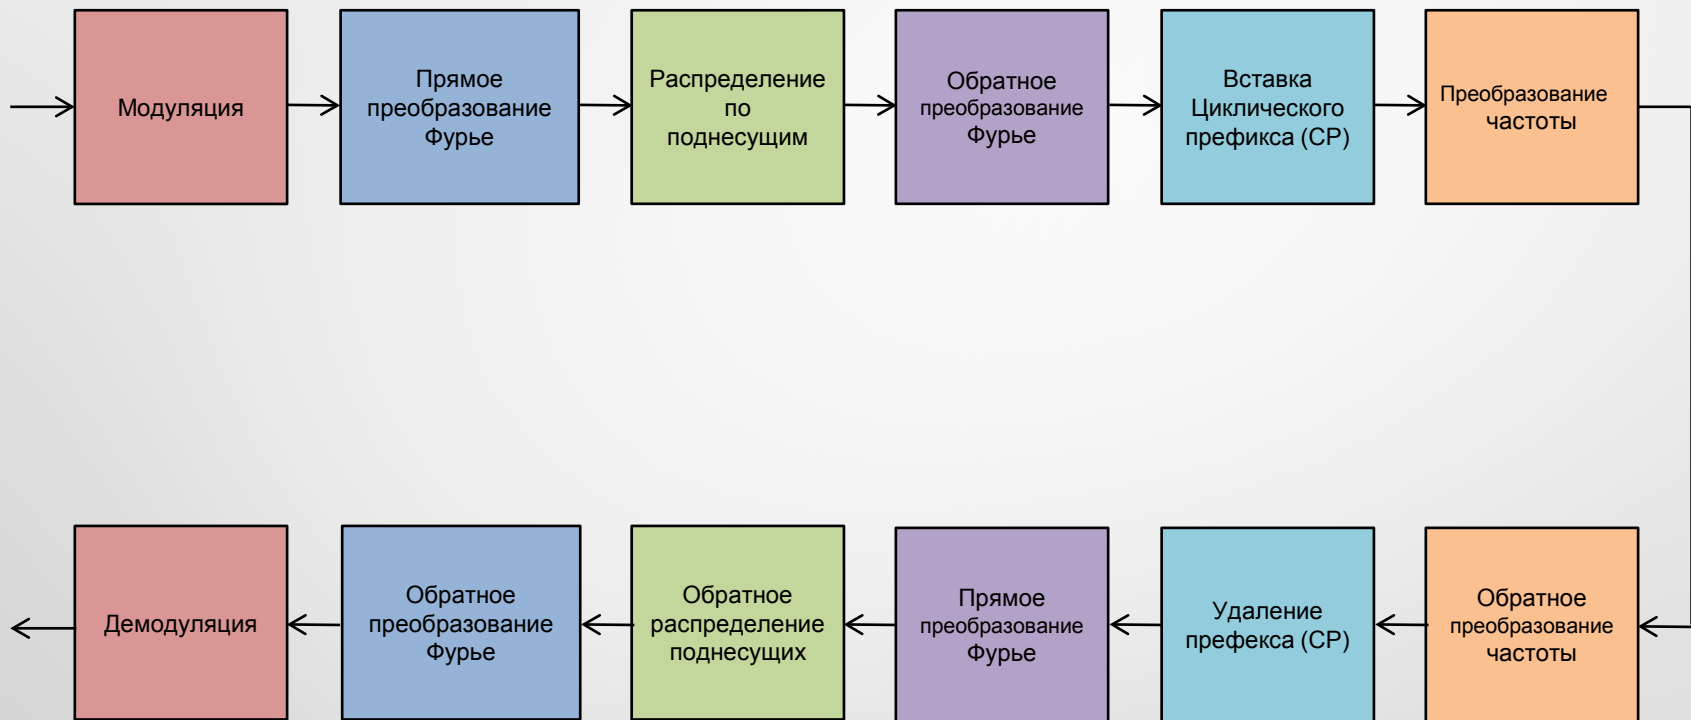 Модуляция
Прямое
преобразование
Фурье
Распределение
по
поднесущим
Обратное
преобразование
Фурье
Вставка
Циклического
префикса (CP)
Преобразование
частоты
Демодуляция
Обратное
преобразование
Фурье
Обратное
распределение
поднесущих
Прямое
преобразование
Фурье
Удаление
префекса (CP)
Обратное
преобразование
частоты